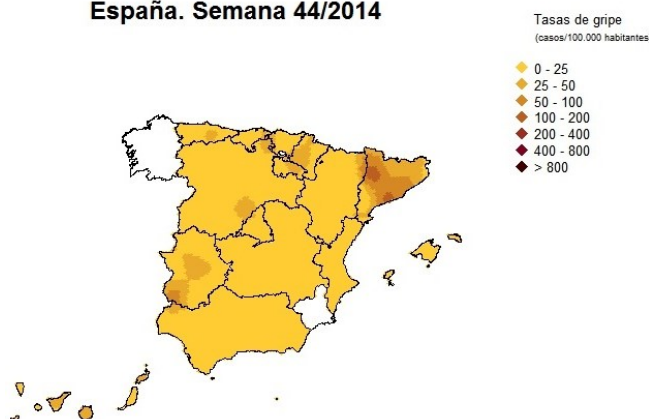 España. Semana 44/2014
Tasas de gripe
(casos/100.000 habitantes
0 - 25
25 - 50
50 - 100
100 - 200
200 - 400
400 - 800
> 800